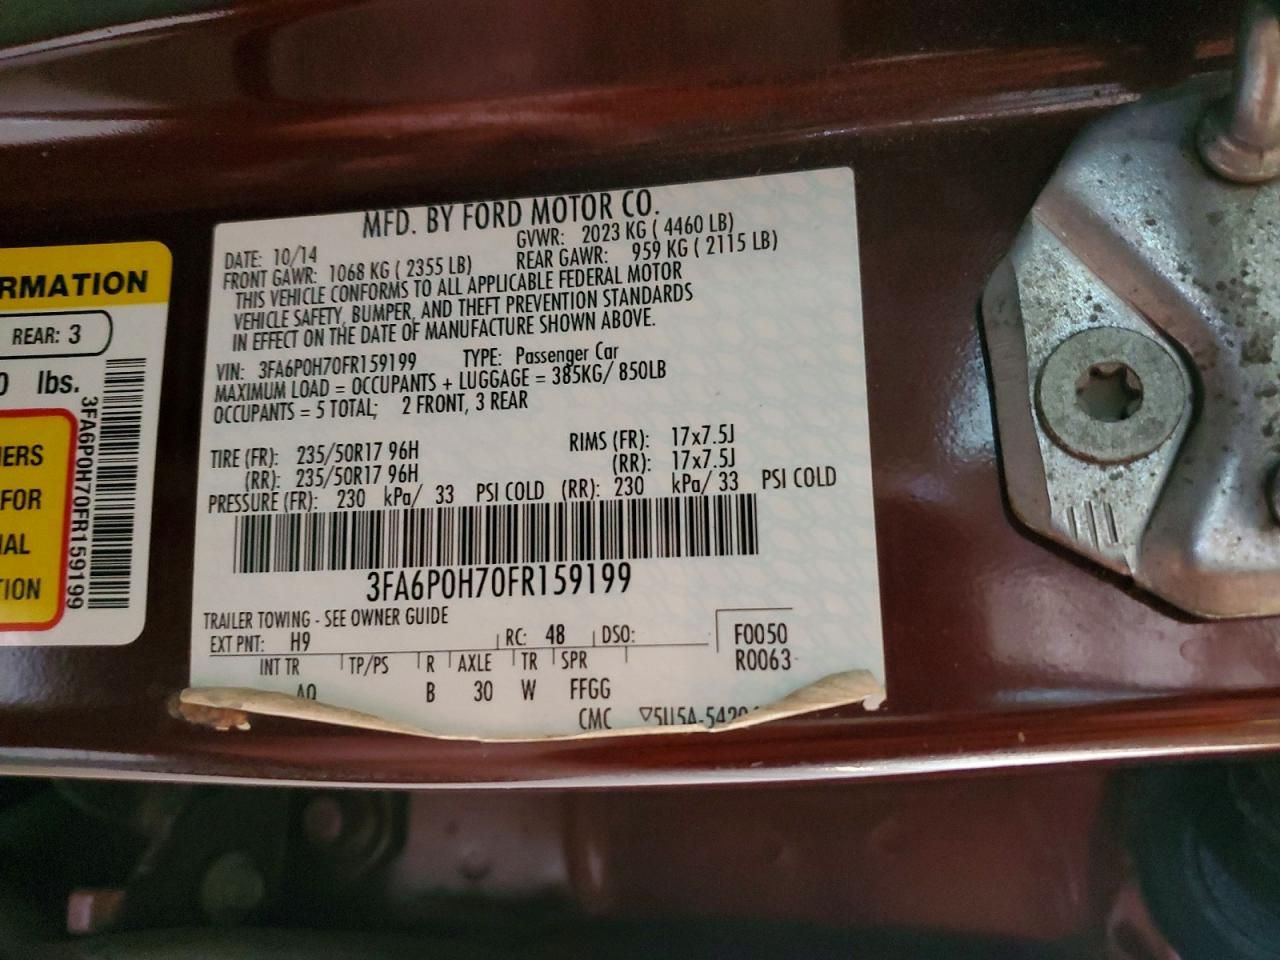 MFD. BY FORD MOTOR CO.
DATE: 10/14
GVWR: 2023 KG ( 4460 LB)
FRONT GAWR: 1068 KG ( 2355 LB)
REAR GAWR: 959 KG ( 2115 LB)
THIS VEHICLE CONFORMS TO ALL APPLICABLE FEDERAL MOTOR
VEHICLE SAFETY, BUMPER, AND THEFT PREVENTION STANDARDS
IN EFFECT ON THE DATE OF MANUFACTURE SHOWN ABOVE.
VIN: 3FA6P0H70FR159199 TYPE: Passenger Car
MAXIMUM LOAD = OCCUPANTS + LUGGAGE = 385KG/ 850LB
OCCUPANTS = 5 TOTAL; 2 FRONT, 3 REAR
TIRE (FR): 235/50R17 96H RIMS (FR): 17x7.5J
(RR): 235/50R17 96H (RR): 17x7.5J
PRESSURE (FR): 230 kPa/ 33 PSI COLD (RR): 230 kPa/ 33 PSI COLD
3FA6P0H70FR159199
TRAILER TOWING - SEE OWNER GUIDE
EXT PNT: H9 RC: 48 DSO: F0050
R0063
INT TR TP/PS R AXLE TR SPR
AQ B 30 W FFGG
CMC ▽5U5A-5420
RMATION
REAR: 3
0 lbs.
3FA6P0H70FR159199
IERS
FOR
IAL
TION